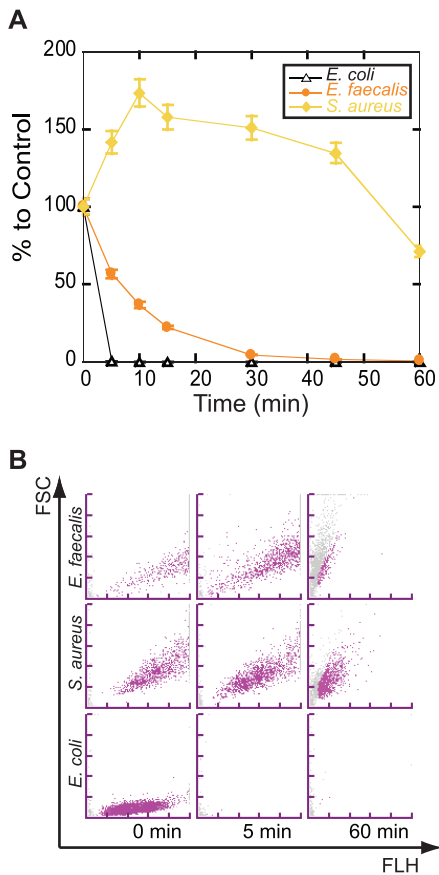 A
200
150
100
50
0
% to Control
E. coli
E. faecalis
S. aureus
0 10 20 30 40 50 60
Time (min)
B
FSC
E. faecalis
S. aureus
E. coli
0 min 5 min 60 min
FLH